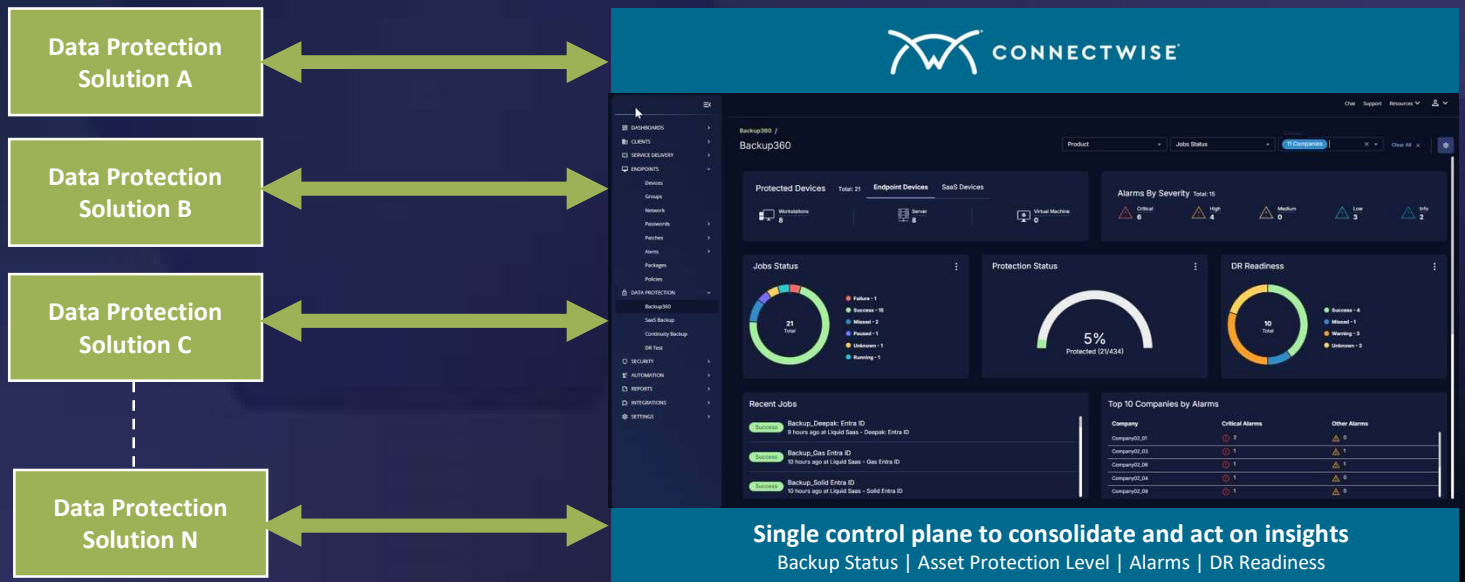 Data Protection
Solution A
Data Protection
Solution B
Data Protection
Solution C
Data Protection
Solution N
CONNECTWISE
Chat Support Resources
DASHBOARDS
CLIENTS
SERVICE DELIVERY
ENDPOINTS
Devices
Groups
Network
Passwords
Patches
Alarms
Packages
Policies
DATA PROTECTION
Backup360
SaaS Backup
Continuity Backup
DR Test
SECURITY
AUTOMATION
REPORTS
INTEGRATIONS
SETTINGS
Backup360 /
Backup360
Product
Jobs Status
11 Companies
Clear All
Protected Devices Total: 21 Endpoint Devices SaaS Devices
Workstations
8
Server
8
Virtual Machine
0
Alarms By Severity Total: 15
Critical
6
High
4
Medium
0
Low
3
Info
2
Jobs Status
21
Total
Failure - 1
Success - 15
Missed - 2
Paused - 1
Unknown - 1
Running - 1
Protection Status
5%
Protected (21/434)
DR Readiness
10
Total
Success - 4
Missed - 1
Warning - 3
Unknown - 2
Recent Jobs
Success
Backup_Deepak: Entra ID
9 hours ago at Liquid Saas - Deepak: Entra ID
Success
Backup_Gas Entra ID
10 hours ago at Liquid Saas - Gas Entra ID
Success
Backup_Solid Entra ID
10 hours ago at Liquid Saas - Solid Entra ID
Top 10 Companies by Alarms
Company Critical Alarms Other Alarms
Company02_01 2 0
Company02_03 1 1
Company02_06 1 1
Company02_04 1 0
Company02_09 1 0
Single control plane to consolidate and act on insights
Backup Status | Asset Protection Level | Alarms | DR Readiness